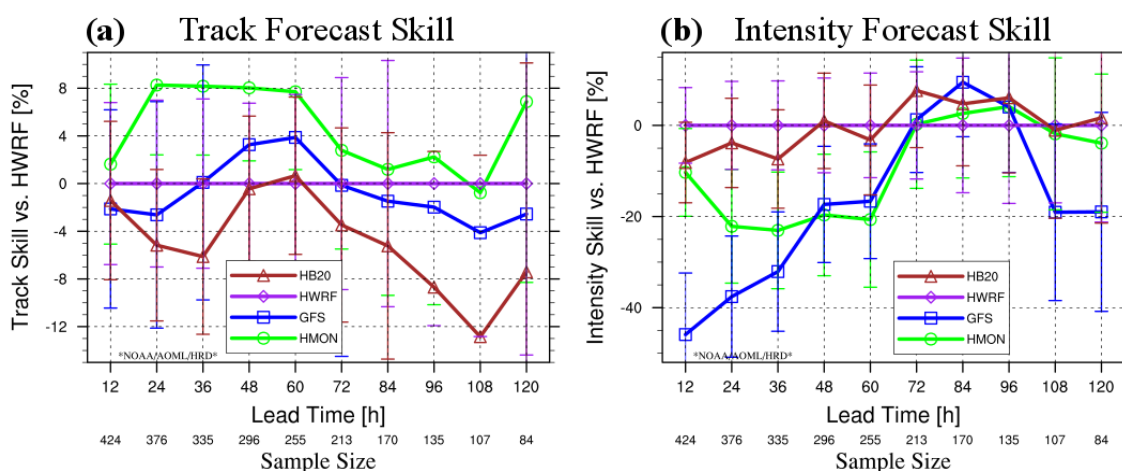 (a) Track Forecast Skill
Track Skill vs. HWRF [%]
8
4
0
-4
-8
-12
HB20
HWRF
GFS
HMON
*NOAA/AOML/HRD*
12 24 36 48 60 72 84 96 108 120
Lead Time [h]
424 376 335 296 255 213 170 135 107 84
Sample Size
(b) Intensity Forecast Skill
Intensity Skill vs. HWRF [%]
0
-20
-40
HB20
HWRF
GFS
HMON
*NOAA/AOML/HRD*
12 24 36 48 60 72 84 96 108 120
Lead Time [h]
424 376 335 296 255 213 170 135 107 84
Sample Size